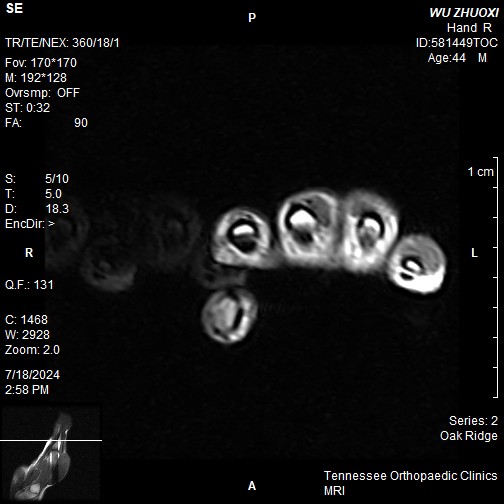 SE
P
WU ZHUOXI
Hand R
ID:581449TOC
Age:44 M
TR/TE/NEX: 360/18/1
Fov: 170*170
M: 192*128
Ovrsmp: OFF
ST: 0:32
FA: 90
1 cm
S: 5/10
T: 5.0
D: 18.3
EncDir: >
R
L
Q.F.: 131
C: 1468
W: 2928
Zoom: 2.0
7/18/2024
2:58 PM
Series: 2
Oak Ridge
A
Tennessee Orthopaedic Clinics
MRI